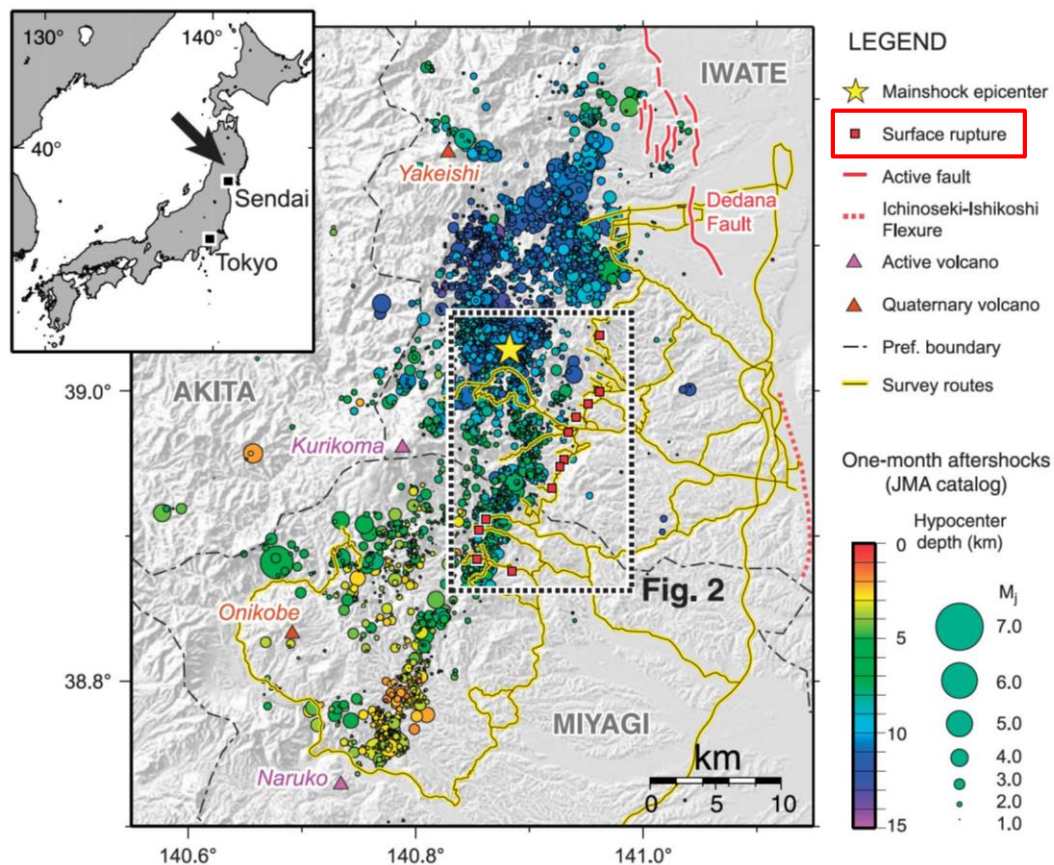 130°
140°
40°
Sendai
Tokyo
IWATE
Yakeishi
Dedana
Fault
39.0°
AKITA
Kurikoma
Fig. 2
Onikobe
38.8°
MIYAGI
Naruko
km
0 5 10
140.6° 140.8° 141.0°
LEGEND
Mainshock epicenter
Surface rupture
Active fault
Ichinoseki-Ishikoshi
Flexure
Active volcano
Quaternary volcano
Pref. boundary
Survey routes
One-month aftershocks
(JMA catalog)
Hypocenter
depth (km)
0
5
10
15
Mj
7.0
6.0
5.0
4.0
3.0
2.0
1.0